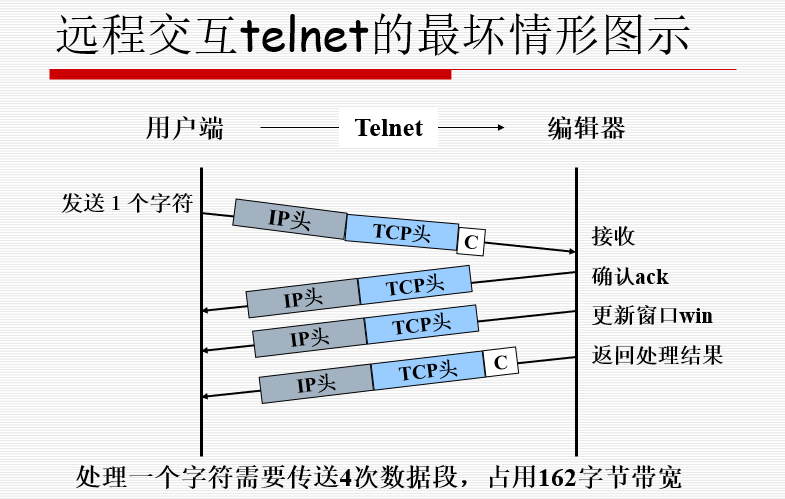 远程交互telnet的最坏情形图示
用户端
Telnet
编辑器
发送 1 个字符
IP头
TCP头
C
接收
确认ack
IP头
TCP头
更新窗口win
IP头
TCP头
返回处理结果
IP头
TCP头
C
处理一个字符需要传送4次数据段，占用162字节带宽